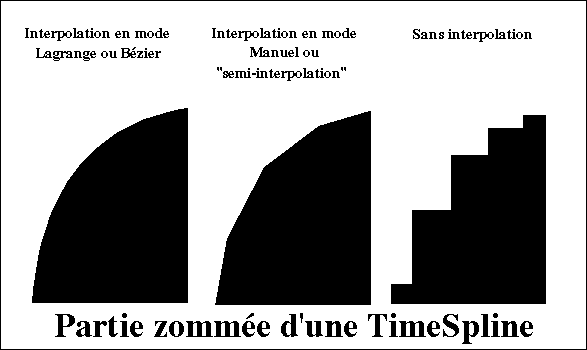 Interpolation en mode
Lagrange ou Bézier
Interpolation en mode
Manuel ou
"semi-interpolation"
Sans interpolation
Partie zommée d'une TimeSpline